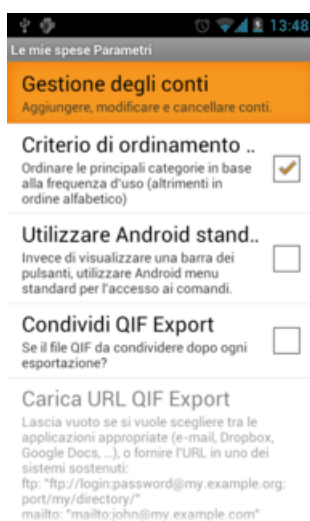 13:48
Le mie spese Parametri
Gestione degli conti
Aggiungere, modificare e cancellare conti.
Criterio di ordinamento ..
Ordinare le principali categorie in base
alla frequenza d'uso (altrimenti in
ordine alfabetico)
Utilizzare Android stand..
Invece di visualizzare una barra dei
pulsanti, utilizzare Android menu
standard per l'accesso ai comandi.
Condividi QIF Export
Se il file QIF da condividere dopo ogni
esportazione?
Carica URL QIF Export
Lascia vuoto se si vuole scegliere tra le
applicazioni appropriate (e-mail, Dropbox,
Google Docs, ...), o fornire l'URL in uno dei
sistemi sostenuti:
ftp: "ftp://login:password@my.example.org:
port/my/directory/"
mailto: "mailto:john@my.example.com"